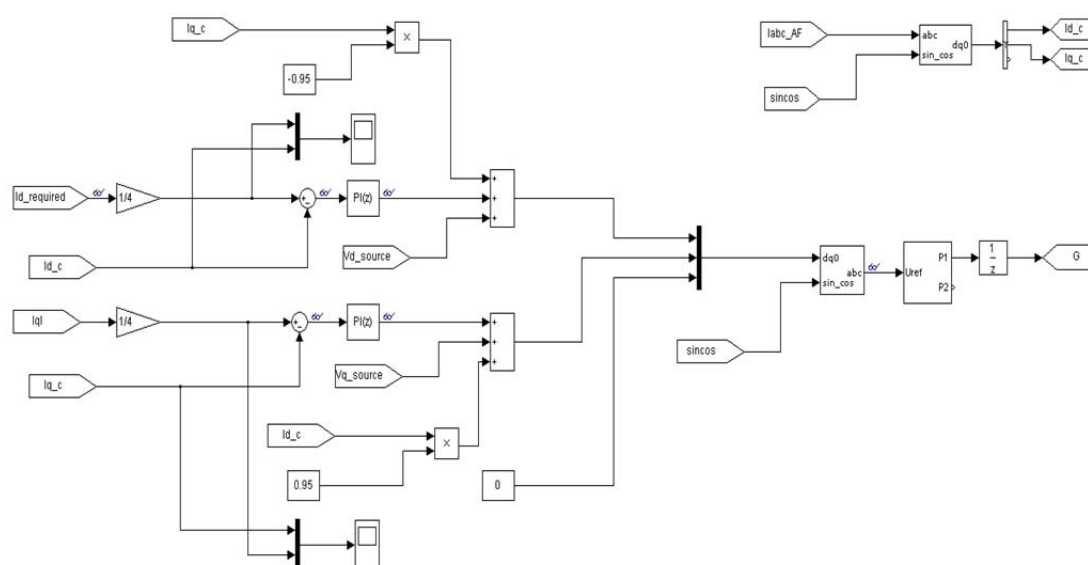 Iq_c
X
-0.95
Iabc_AF
abc
sin_cos
dq0
Id_c
Iq_c
sincos
Id_required
1/4
+
-
PI(z)
+
+
+
Vd_source
Id_c
dq0
abc
sin_cos
Uref
P1
P2
1
z
G
Iql
1/4
+
-
PI(z)
+
+
+
sincos
Iq_c
Vq_source
Id_c
X
0.95
0